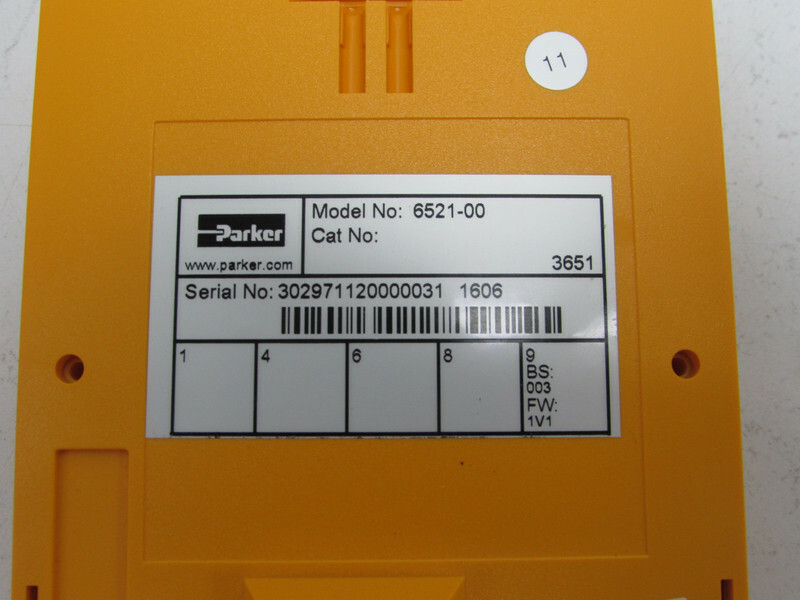 11
Parker
www.parker.com
Model No: 6521-00
Cat No:
3651
Serial No: 302971120000031 1606
1
4
6
8
9
BS:
003
FW:
1V1